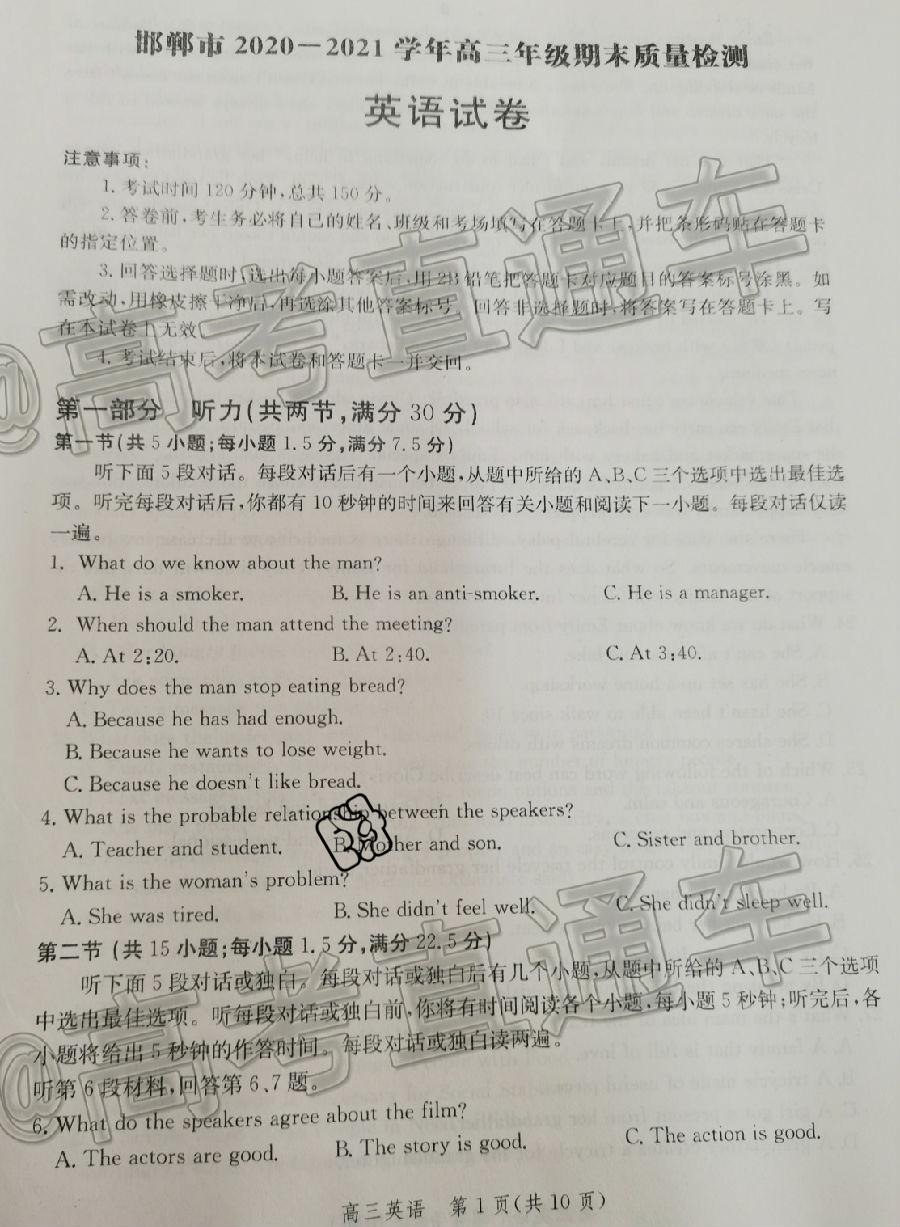 邯郸市 2020－2021 学年高三年级期末质量检测
英语试卷
注意事项：
1. 考试时间 120 分钟，总共 150 分。
2. 答卷前，考生务必将自己的姓名、班级和考场填写在答题卡上，并把条形码贴在答题卡
的指定位置。
3. 回答选择题时，选出每小题答案后，用 2B 铅笔把答题卡对应题目的答案标号涂黑。如
需改动，用橡皮擦干净后，再选涂其他答案标号。回答非选择题时，将答案写在答题卡上。写
在本试卷上无效。
4. 考试结束后，将本试卷和答题卡一并交回。
第一部分 听力（共两节，满分 30 分）
第一节（共 5 小题；每小题 1.5 分，满分 7.5 分）
听下面 5 段对话。每段对话后有一个小题，从题中所给的 A、B、C 三个选项中选出最佳选
项。听完每段对话后，你都有 10 秒钟的时间来回答有关小题和阅读下一小题。每段对话仅读
一遍。
1. What do we know about the man?
A. He is a smoker. B. He is an anti-smoker. C. He is a manager.
2. When should the man attend the meeting?
A. At 2:20. B. At 2:40. C. At 3:40.
3. Why does the man stop eating bread?
A. Because he has had enough.
B. Because he wants to lose weight.
C. Because he doesn't like bread.
4. What is the probable relationship between the speakers?
A. Teacher and student. B. Mother and son. C. Sister and brother.
5. What is the woman's problem?
A. She was tired. B. She didn't feel well. C. She didn't sleep well.
第二节（共 15 小题；每小题 1.5 分，满分 22.5 分）
听下面 5 段对话或独白。每段对话或独白后有几个小题，从题中所给的 A、B、C 三个选项
中选出最佳选项。听每段对话或独白前，你将有时间阅读各个小题，每小题 5 秒钟；听完后，各
小题将给出 5 秒钟的作答时间。每段对话或独白读两遍。
听第 6 段材料，回答第 6、7 题。
6. What do the speakers agree about the film?
A. The actors are good. B. The story is good. C. The action is good.
高三英语 第 1 页（共 10 页）
@高考直通车
@高考直通车